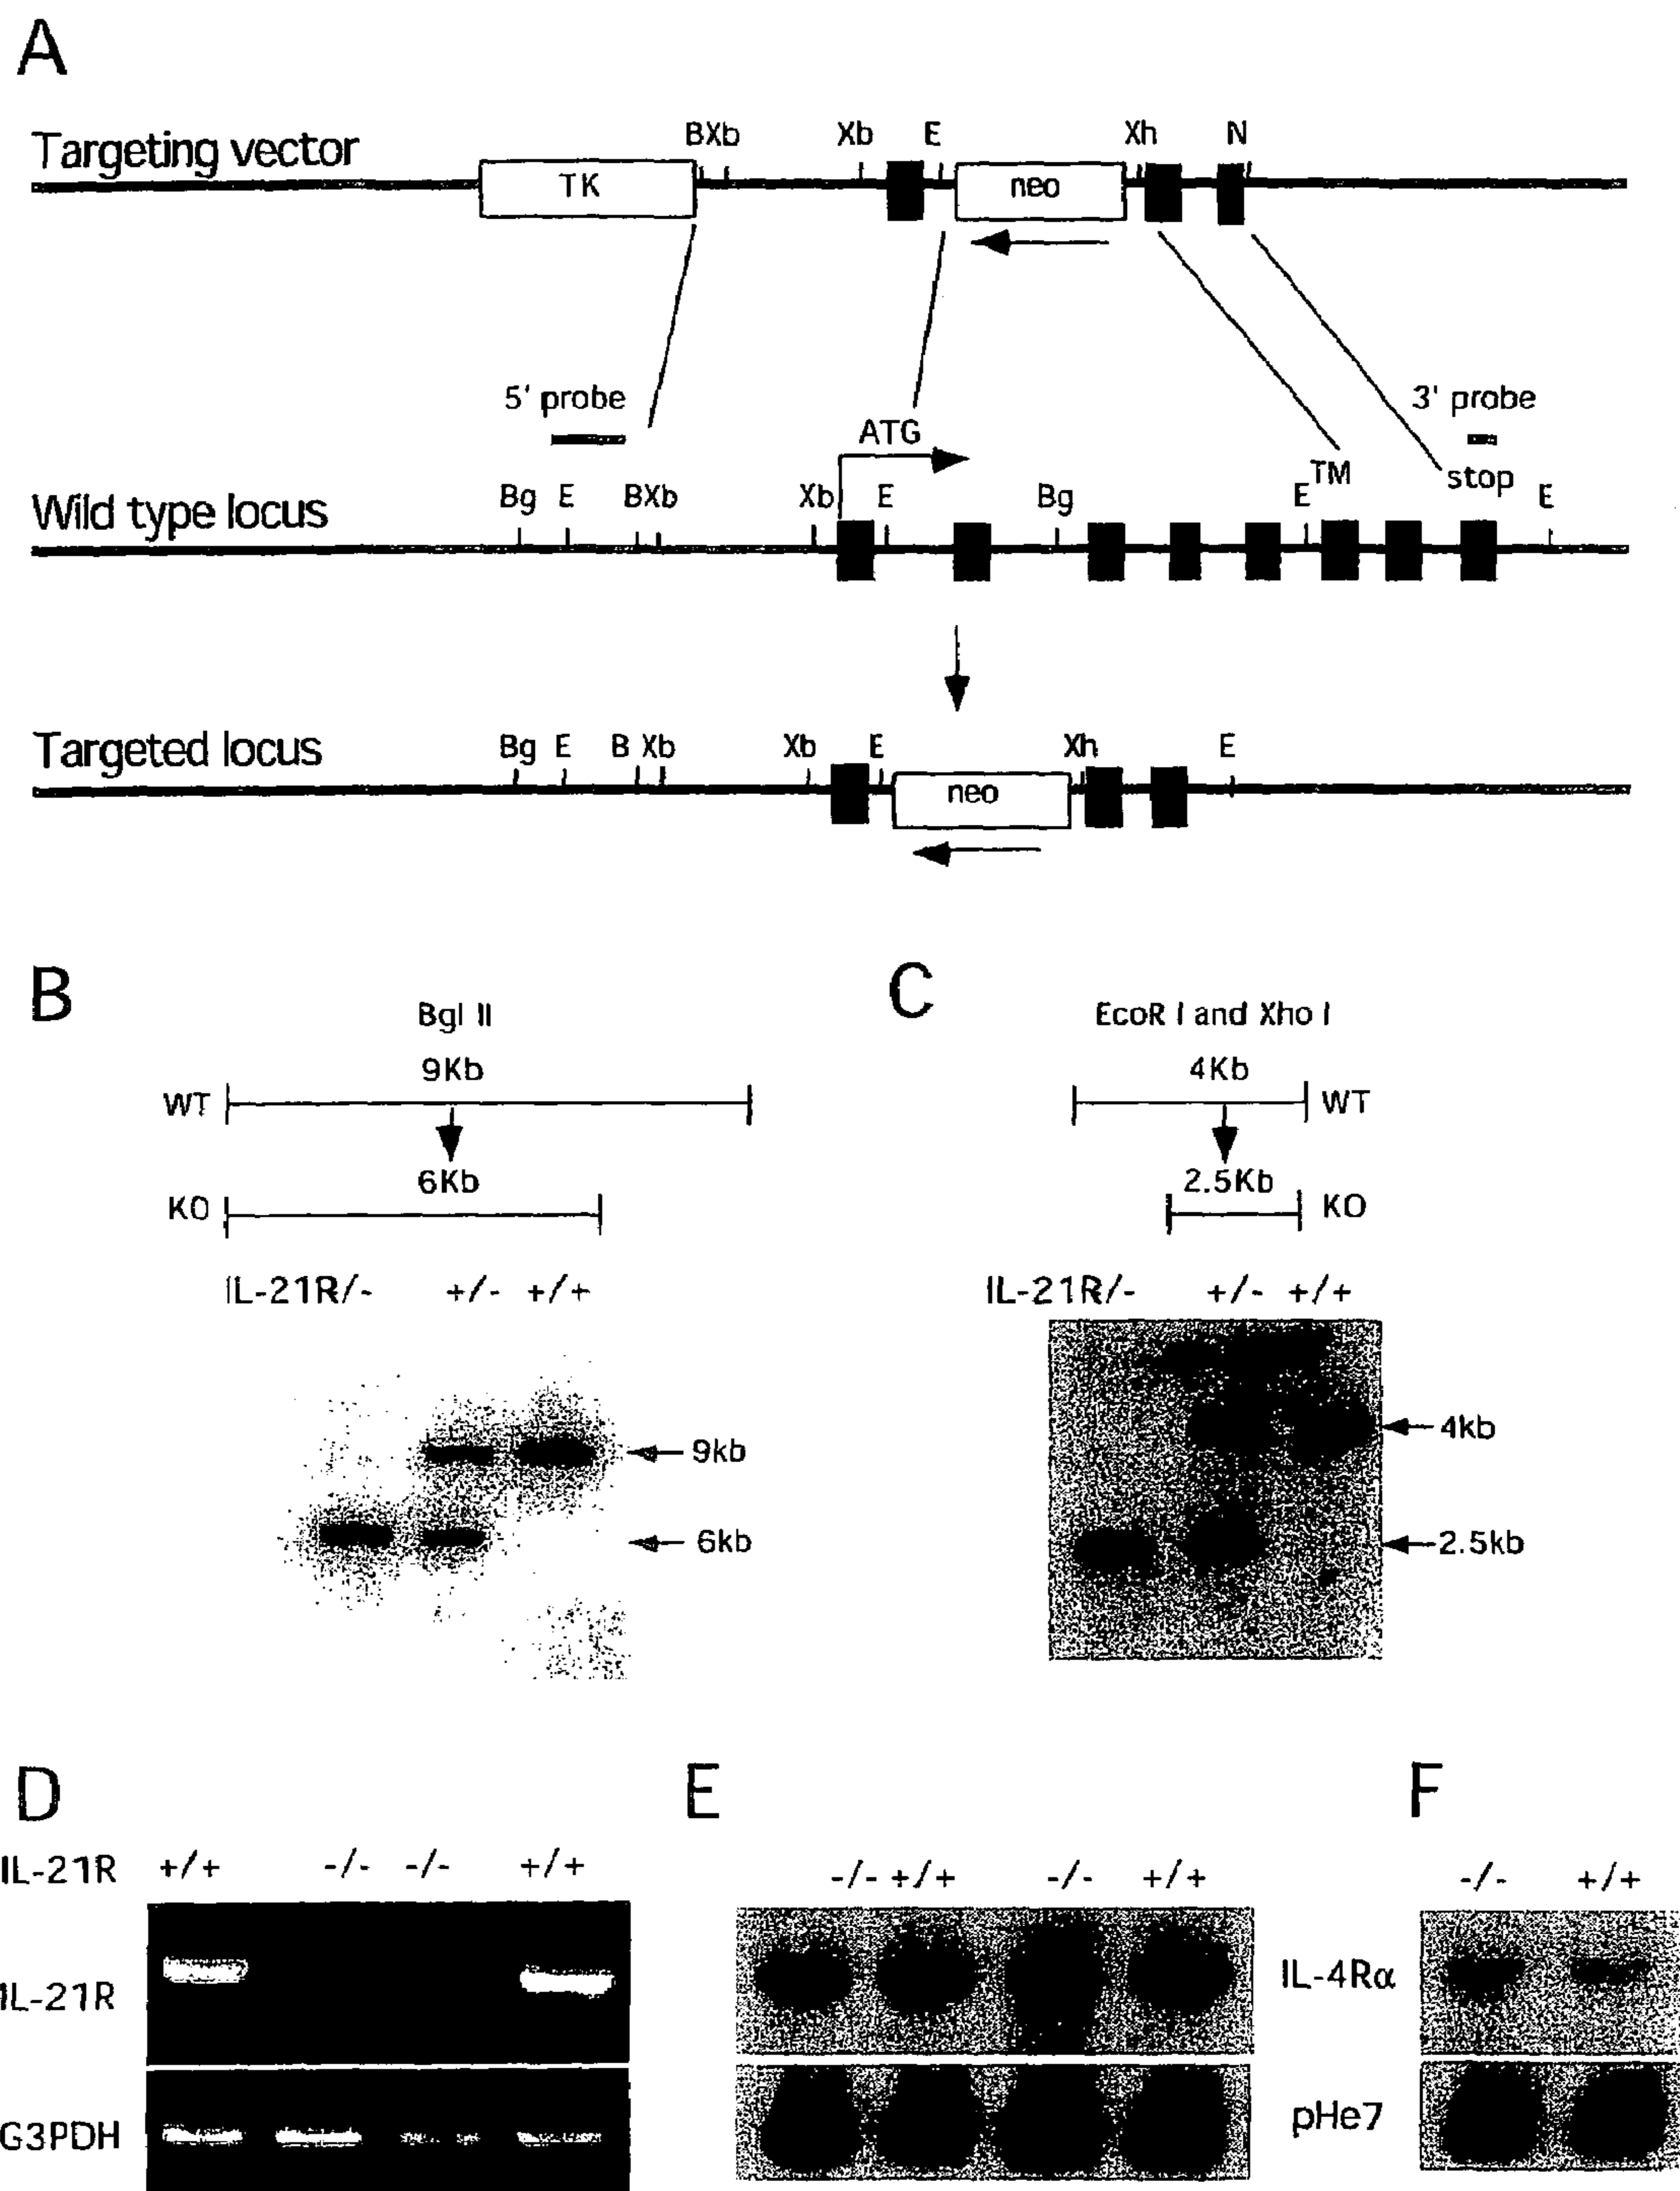 A
Targeting vector
BXb Xb E Xh N
TK neo
5' probe 3' probe
ATG
TM
stop
Wild type locus
Bg E BXb Xb E Bg E E
Targeted locus
Bg E B Xb Xb E Xh E
neo
B
Bgl II
9Kb
WT
6Kb
KO
IL-21R/- +/- +/+
9kb
6kb
C
EcoR I and Xho I
4Kb
WT
2.5Kb
KO
IL-21R/- +/- +/+
4kb
2.5kb
D
IL-21R +/+ -/- -/- +/+
IL-21R
G3PDH
E
-/- +/+ -/- +/+
IL-4Rα
pHe7
F
-/- +/+